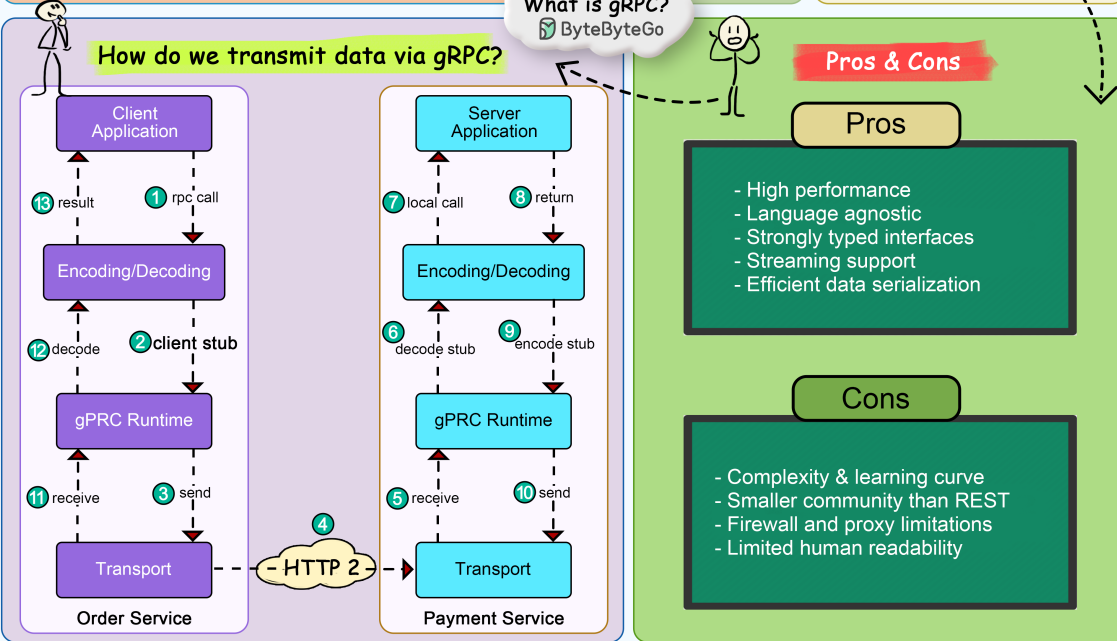 What is gRPC?
ByteByteGo
How do we transmit data via gRPC?
Client
Application
13 result
1 rpc call
Encoding/Decoding
12 decode
2 client stub
gPRC Runtime
11 receive
3 send
Transport
Order Service
4
HTTP 2
Server
Application
7 local call
8 return
Encoding/Decoding
6 decode stub
9 encode stub
gPRC Runtime
5 receive
10 send
Transport
Payment Service
Pros & Cons
Pros
- High performance
- Language agnostic
- Strongly typed interfaces
- Streaming support
- Efficient data serialization
Cons
- Complexity & learning curve
- Smaller community than REST
- Firewall and proxy limitations
- Limited human readability